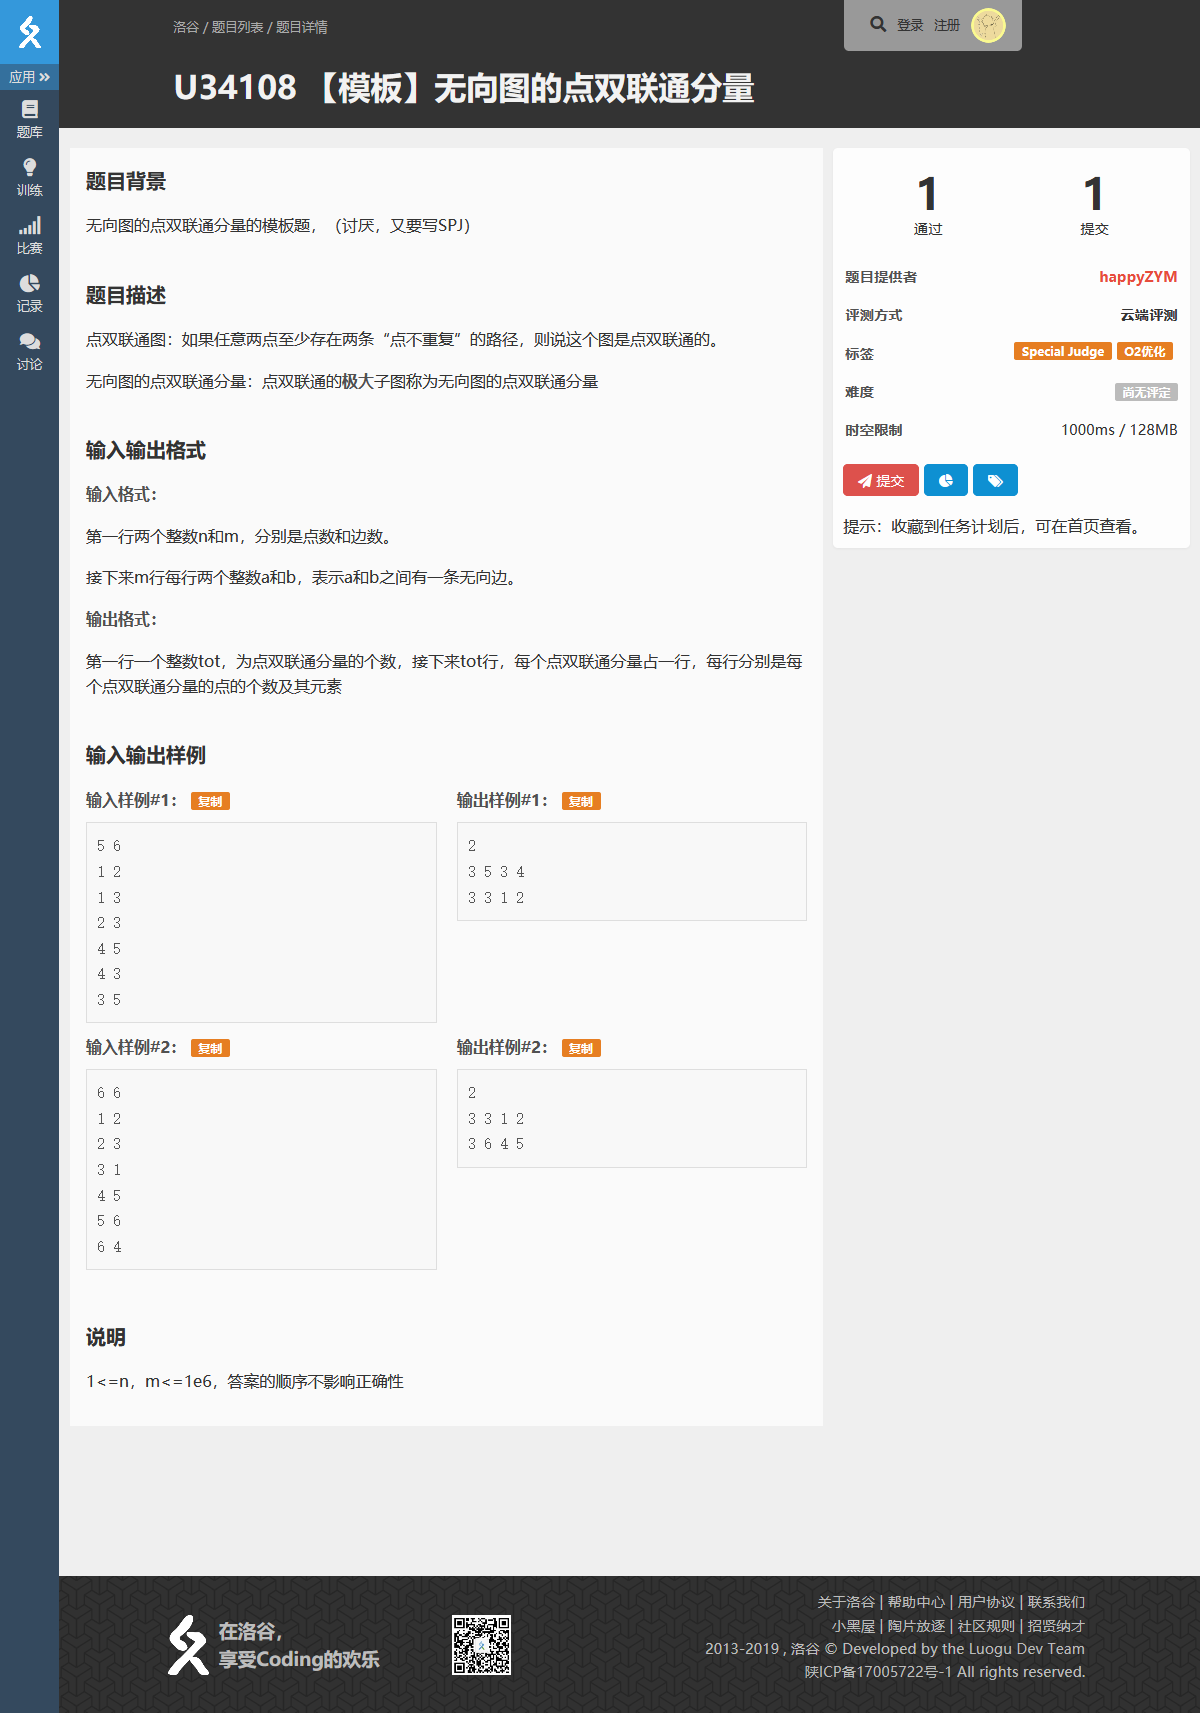 洛谷 / 题目列表 / 题目详情
登录 注册
U34108 【模板】无向图的点双联通分量
应用
题库
训练
比赛
记录
讨论
题目背景
无向图的点双联通分量的模板题，（讨厌，又要写SPJ）
题目描述
点双联通图：如果任意两点至少存在两条“点不重复”的路径，则说这个图是点双联通的。
无向图的点双联通分量：点双联通的极大子图称为无向图的点双联通分量
输入输出格式
输入格式：
第一行两个整数n和m，分别是点数和边数。
接下来m行每行两个整数a和b，表示a和b之间有一条无向边。
输出格式：
第一行一个整数tot，为点双联通分量的个数，接下来tot行，每个点双联通分量占一行，每行分别是每
个点双联通分量的点的个数及其元素
输入输出样例
输入样例#1： 复制
5 6
1 2
1 3
2 3
4 5
4 3
3 5
输出样例#1： 复制
2
3 5 3 4
3 3 1 2
输入样例#2： 复制
6 6
1 2
2 3
3 1
4 5
5 6
6 4
输出样例#2： 复制
2
3 3 1 2
3 6 4 5
说明
1<=n，m<=1e6，答案的顺序不影响正确性
1 1
通过 提交
题目提供者 happyZYM
评测方式 云端评测
标签 Special Judge O2优化
难度 尚无评定
时空限制 1000ms / 128MB
提交
提示：收藏到任务计划后，可在首页查看。
在洛谷，
享受Coding的欢乐
关于洛谷 | 帮助中心 | 用户协议 | 联系我们
小黑屋 | 陶片放逐 | 社区规则 | 招贤纳才
2013-2019 , 洛谷 © Developed by the Luogu Dev Team
陕ICP备17005722号-1 All rights reserved.